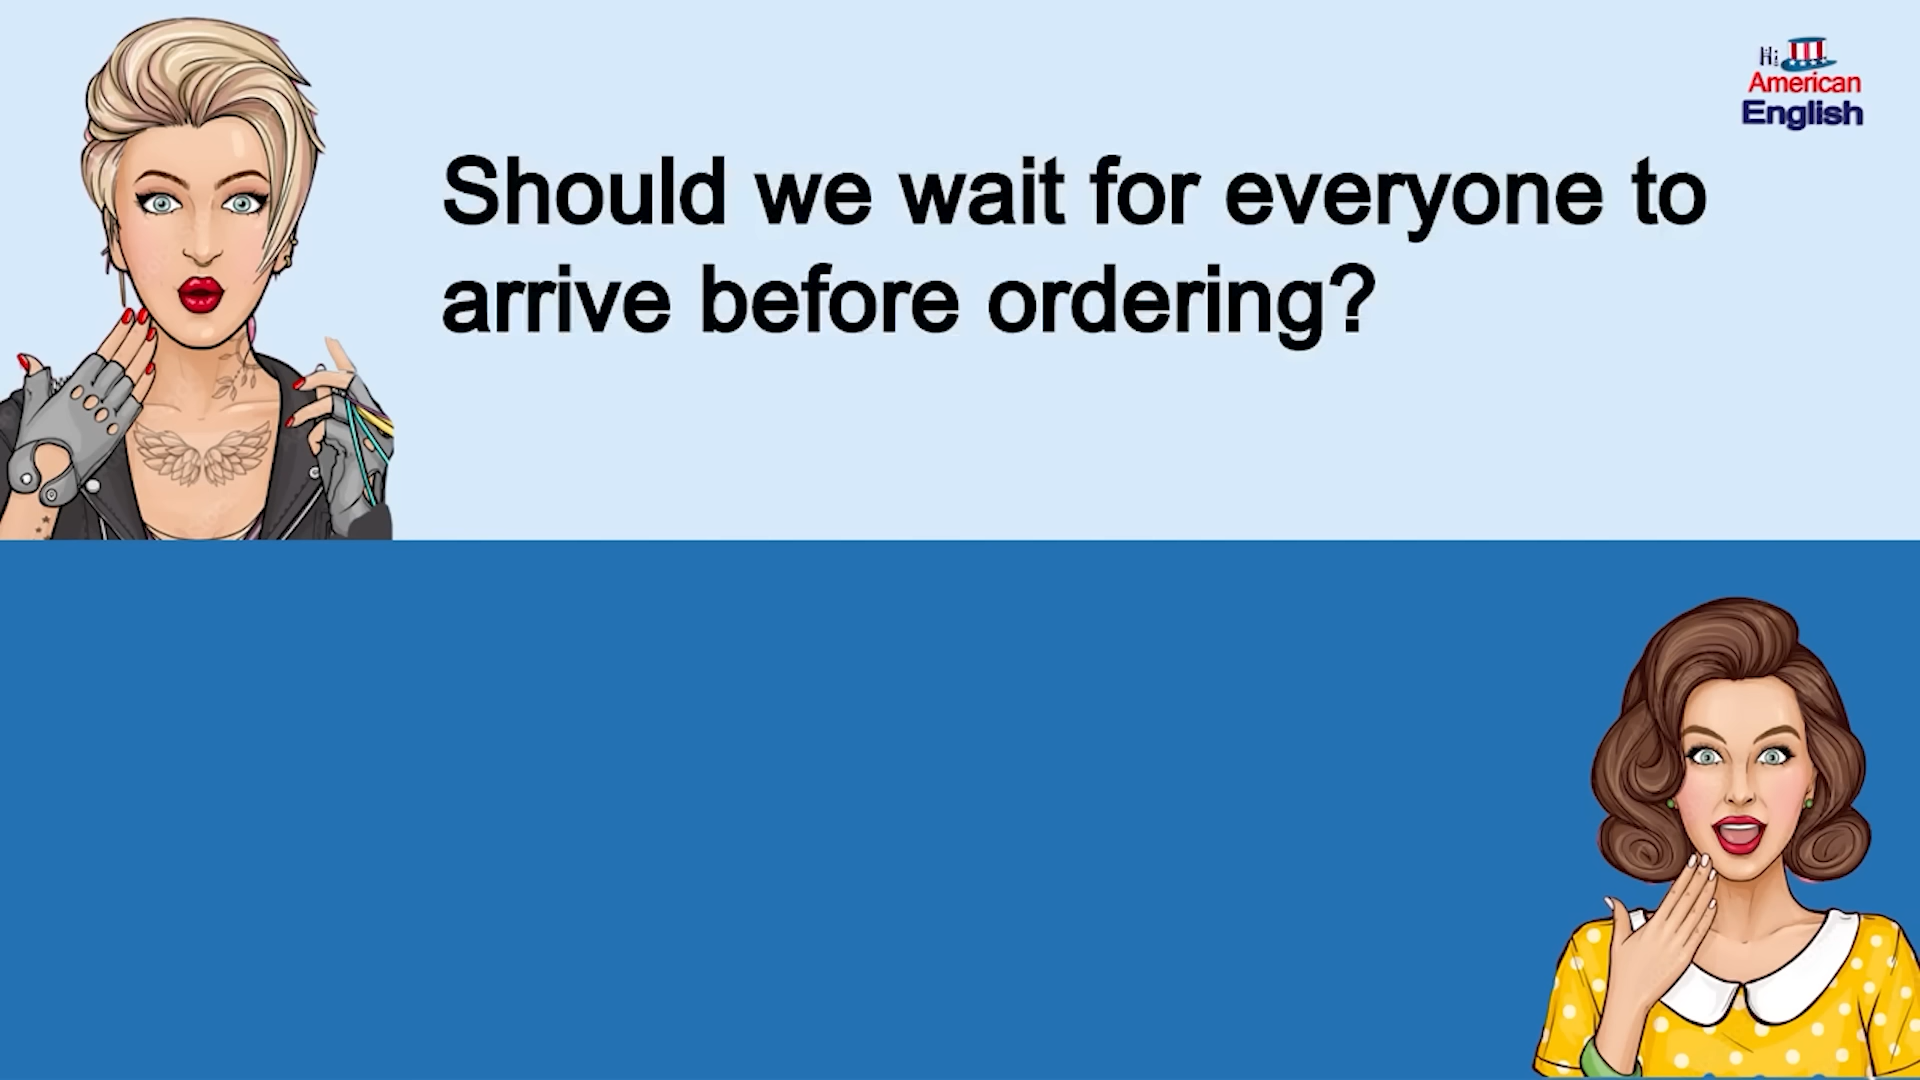 Hi
American
English
Should we wait for everyone to
arrive before ordering?